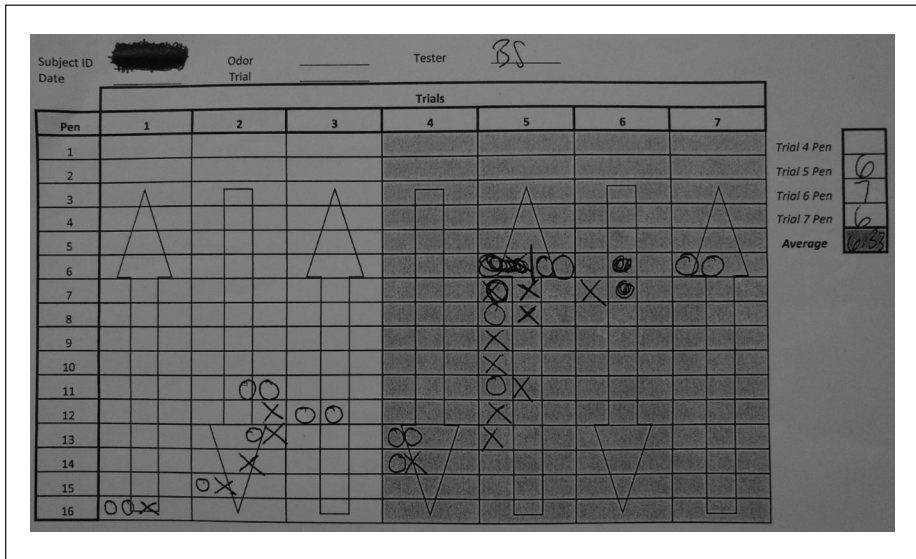 Subject ID Odor Tester BS
Date Trial
Trials
Pen 1 2 3 4 5 6 7
1
2
3
4
5
6 O O O O O
7 X O X X
8 O X
9 X
10 X
11 O O O X
12 X O O X
13 O X O O X
14 X O X
15 O X
16 O O X
Trial 4 Pen
Trial 5 Pen 6
Trial 6 Pen 7
Trial 7 Pen 6
Average 6.33